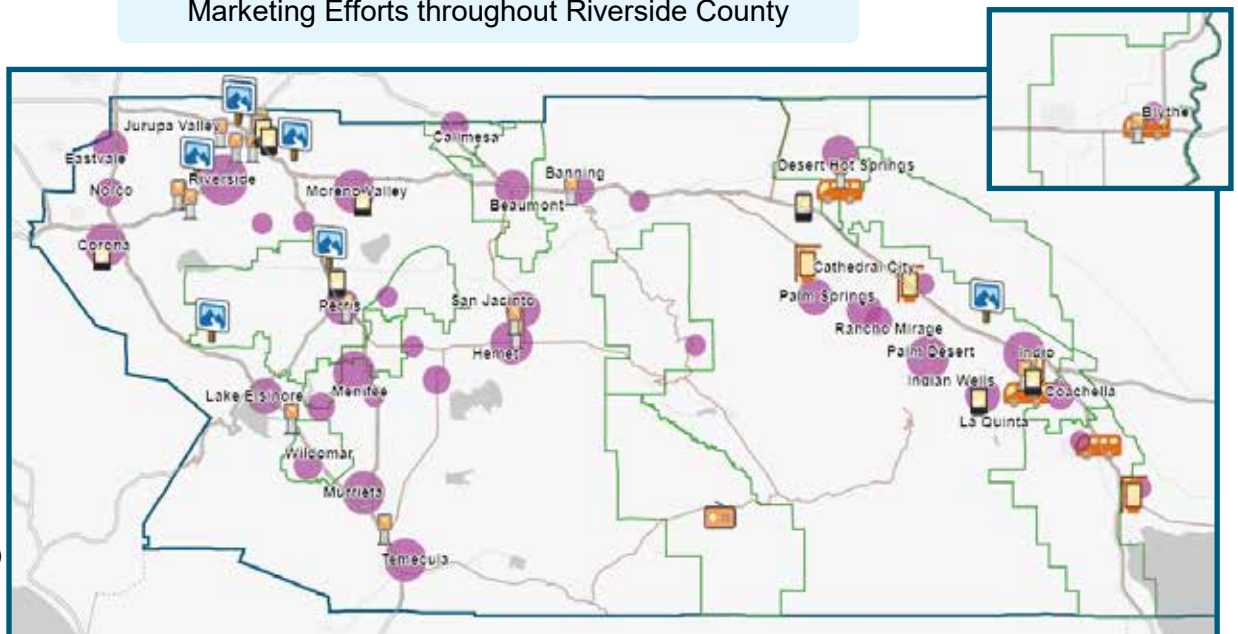 Marketing Efforts throughout Riverside County
Blythe
Jurupa Valley
Calimesa
Eastvale
Desert Hot Springs
Riverside
Banning
Norco
Moreno Valley
Beaumont
Corona
Cathedral City
Perris
San Jacinto
Palm Springs
Rancho Mirage
Hemet
Palm Desert
Indio
Indian Wells
Menifee
Lake Elsinore
Coachella
La Quinta
Wildomar
Murrieta
Temecula